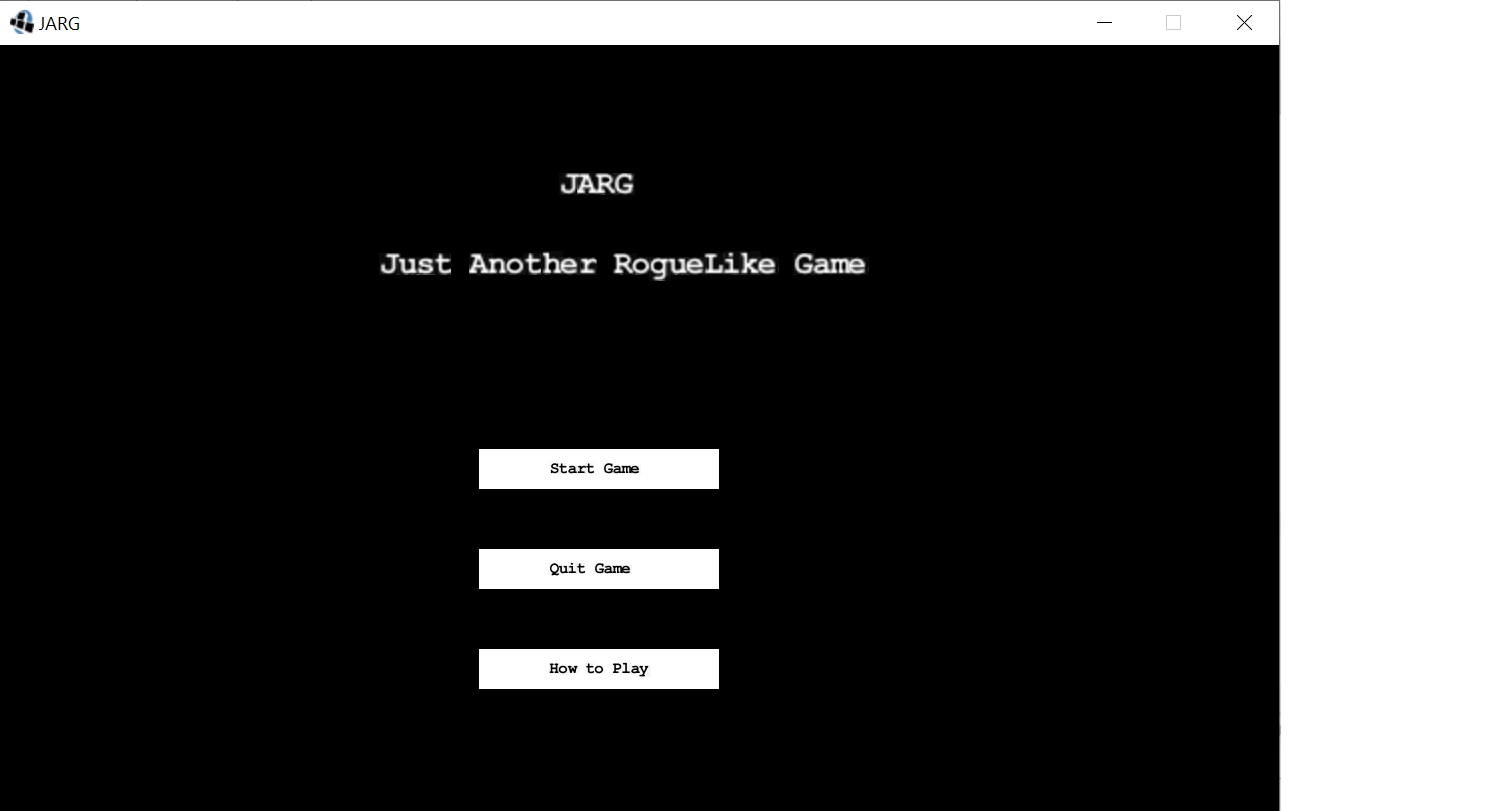 JARG
JARG
Just Another RogueLike Game
Start Game
Quit Game
How to Play